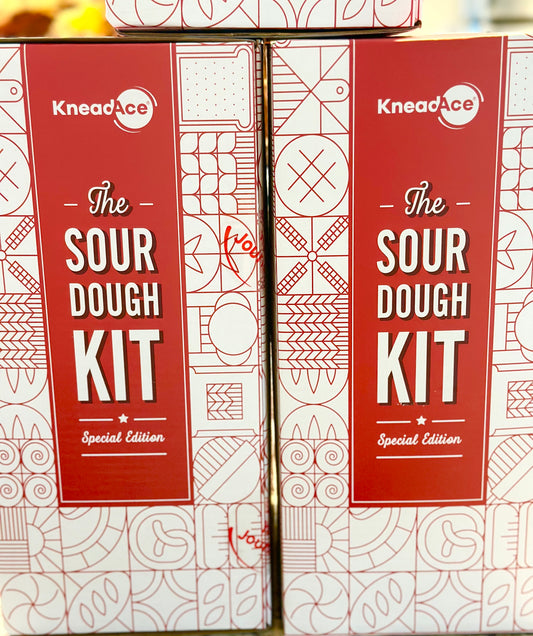 KneadAce®
The
SOUR
DOUGH
KIT
Special Edition
KneadAce®
The
SOUR
DOUGH
KIT
Special Edition